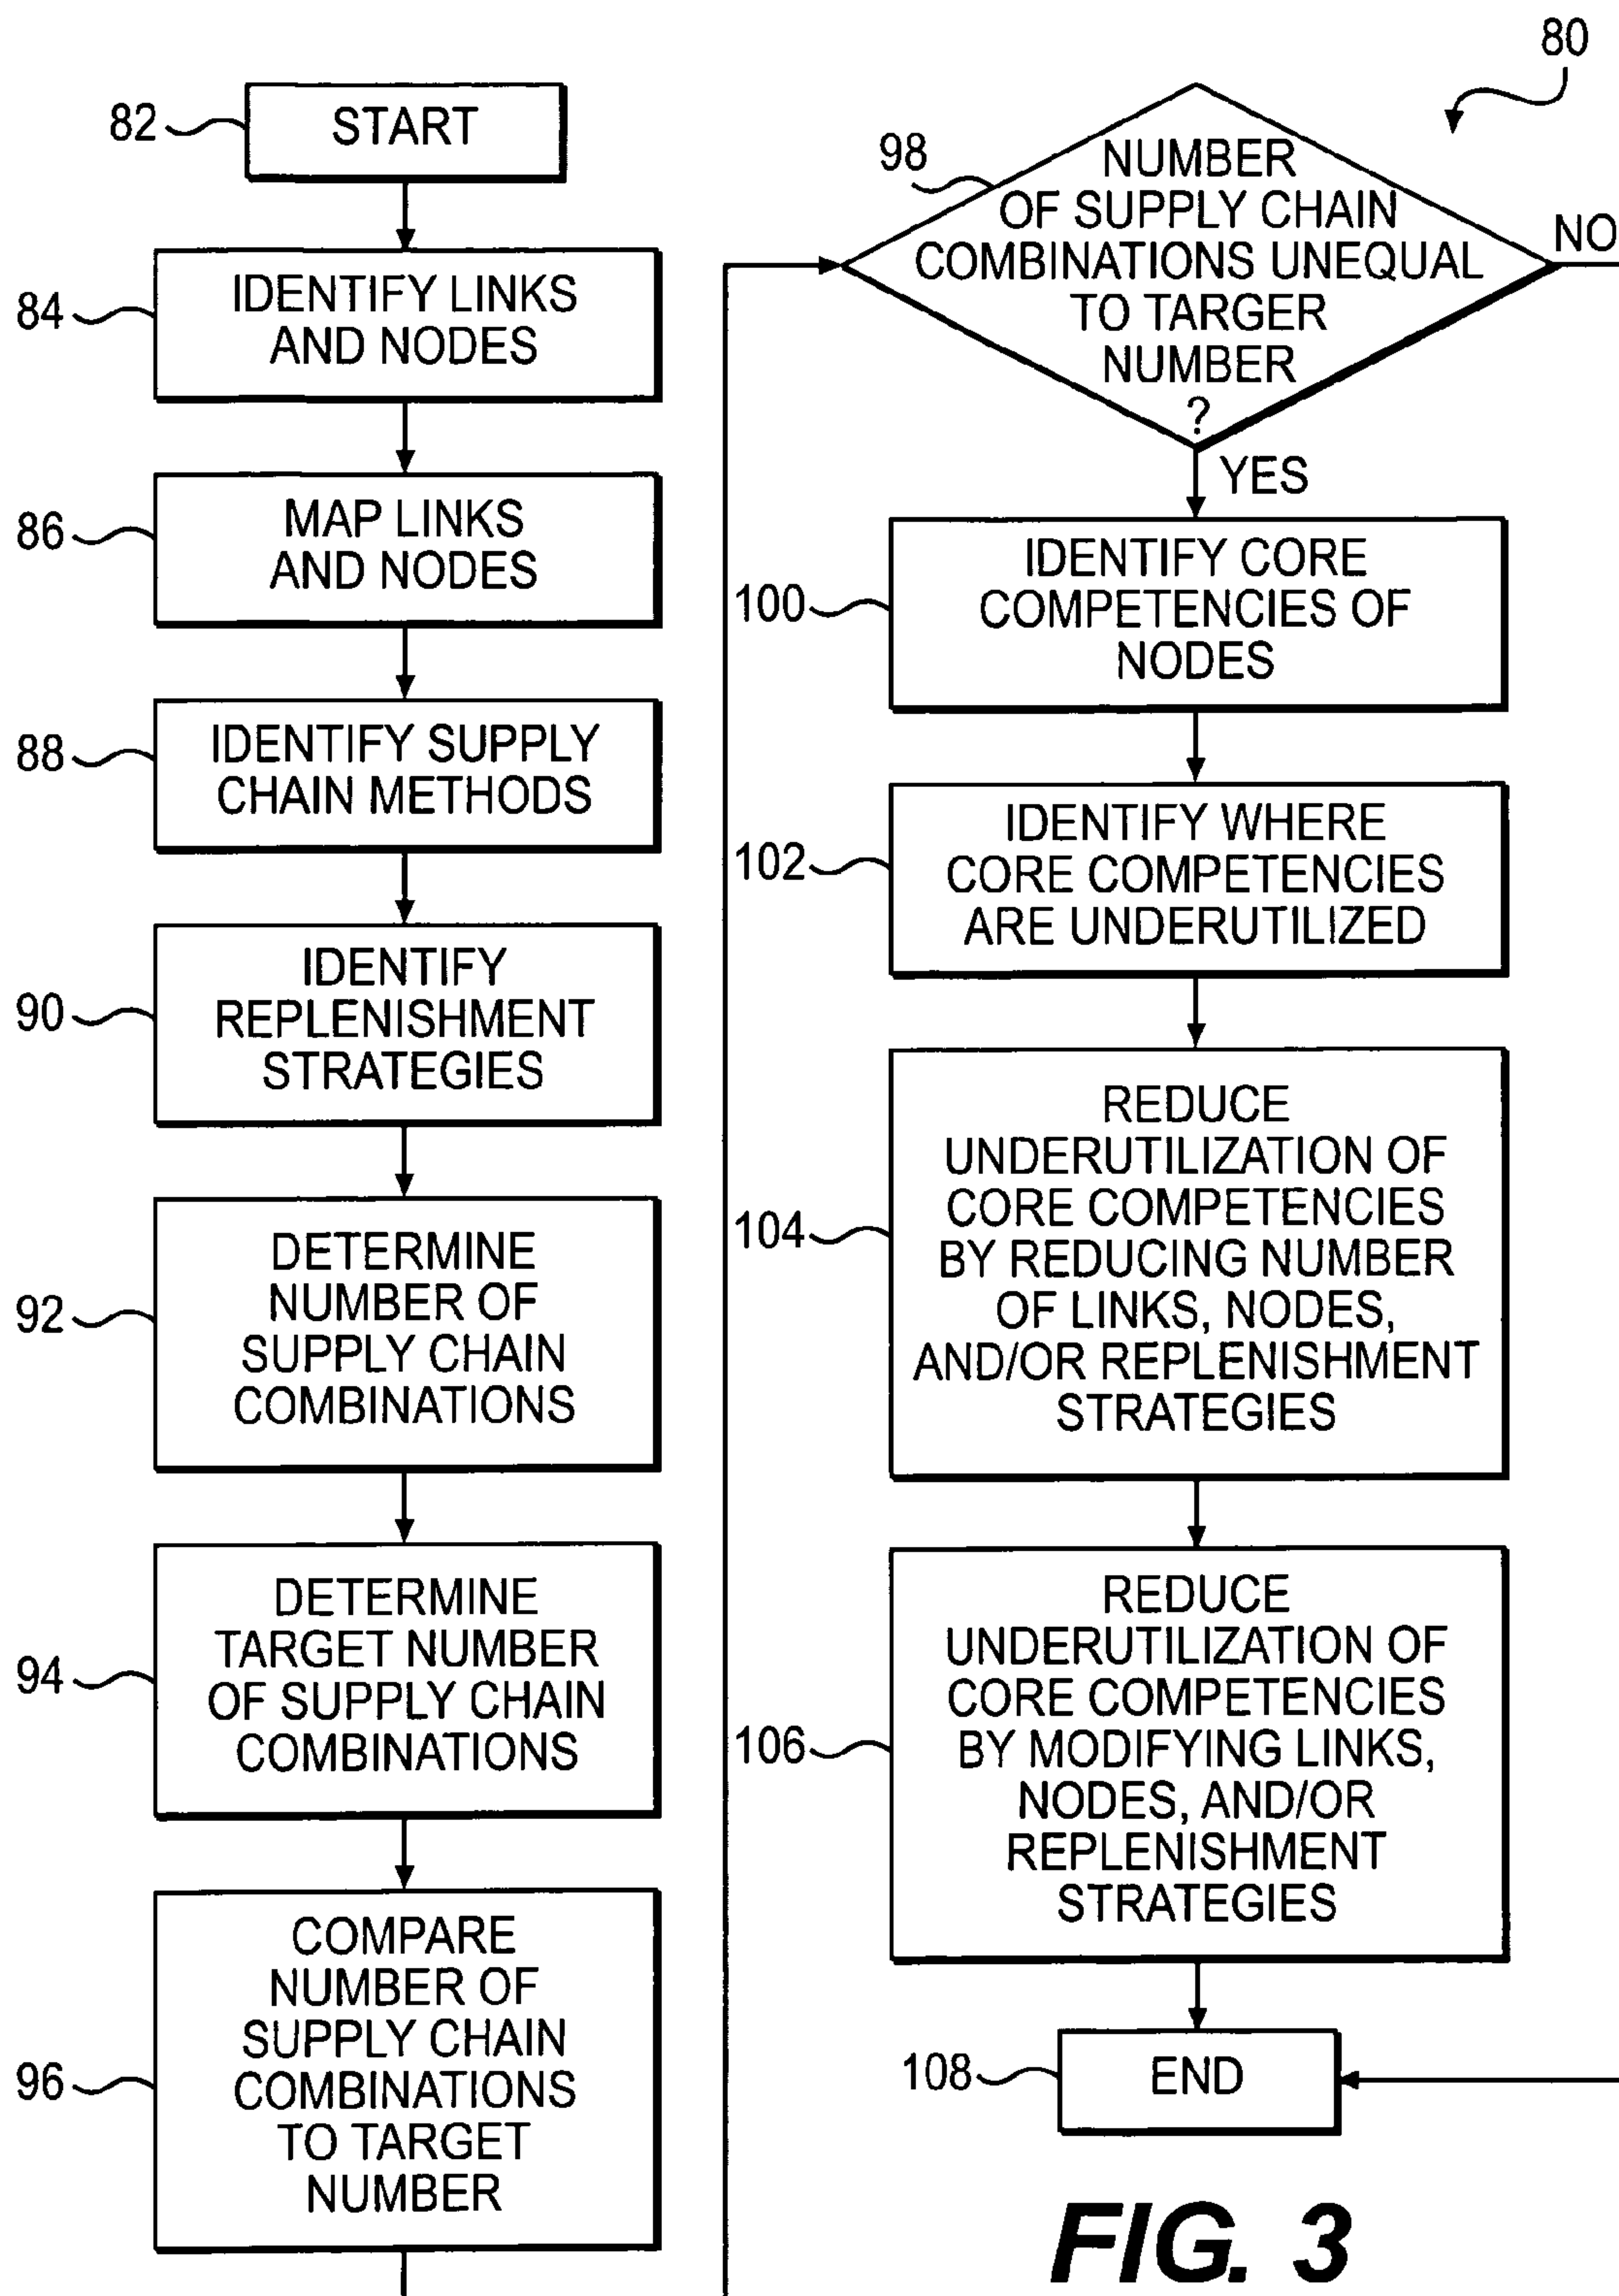 82
START
84
IDENTIFY LINKS
AND NODES
86
MAP LINKS
AND NODES
88
IDENTIFY SUPPLY
CHAIN METHODS
90
IDENTIFY
REPLENISHMENT
STRATEGIES
92
DETERMINE
NUMBER OF
SUPPLY CHAIN
COMBINATIONS
94
DETERMINE
TARGET NUMBER
OF SUPPLY CHAIN
COMBINATIONS
96
COMPARE
NUMBER OF
SUPPLY CHAIN
COMBINATIONS
TO TARGET
NUMBER
80
98
NUMBER
OF SUPPLY CHAIN
COMBINATIONS UNEQUAL
TO TARGER
NUMBER
?
NO
YES
100
IDENTIFY CORE
COMPETENCIES OF
NODES
102
IDENTIFY WHERE
CORE COMPETENCIES
ARE UNDERUTILIZED
104
REDUCE
UNDERUTILIZATION OF
CORE COMPETENCIES
BY REDUCING NUMBER
OF LINKS, NODES,
AND/OR REPLENISHMENT
STRATEGIES
106
REDUCE
UNDERUTILIZATION OF
CORE COMPETENCIES
BY MODIFYING LINKS,
NODES, AND/OR
REPLENISHMENT
STRATEGIES
108
END
FIG. 3